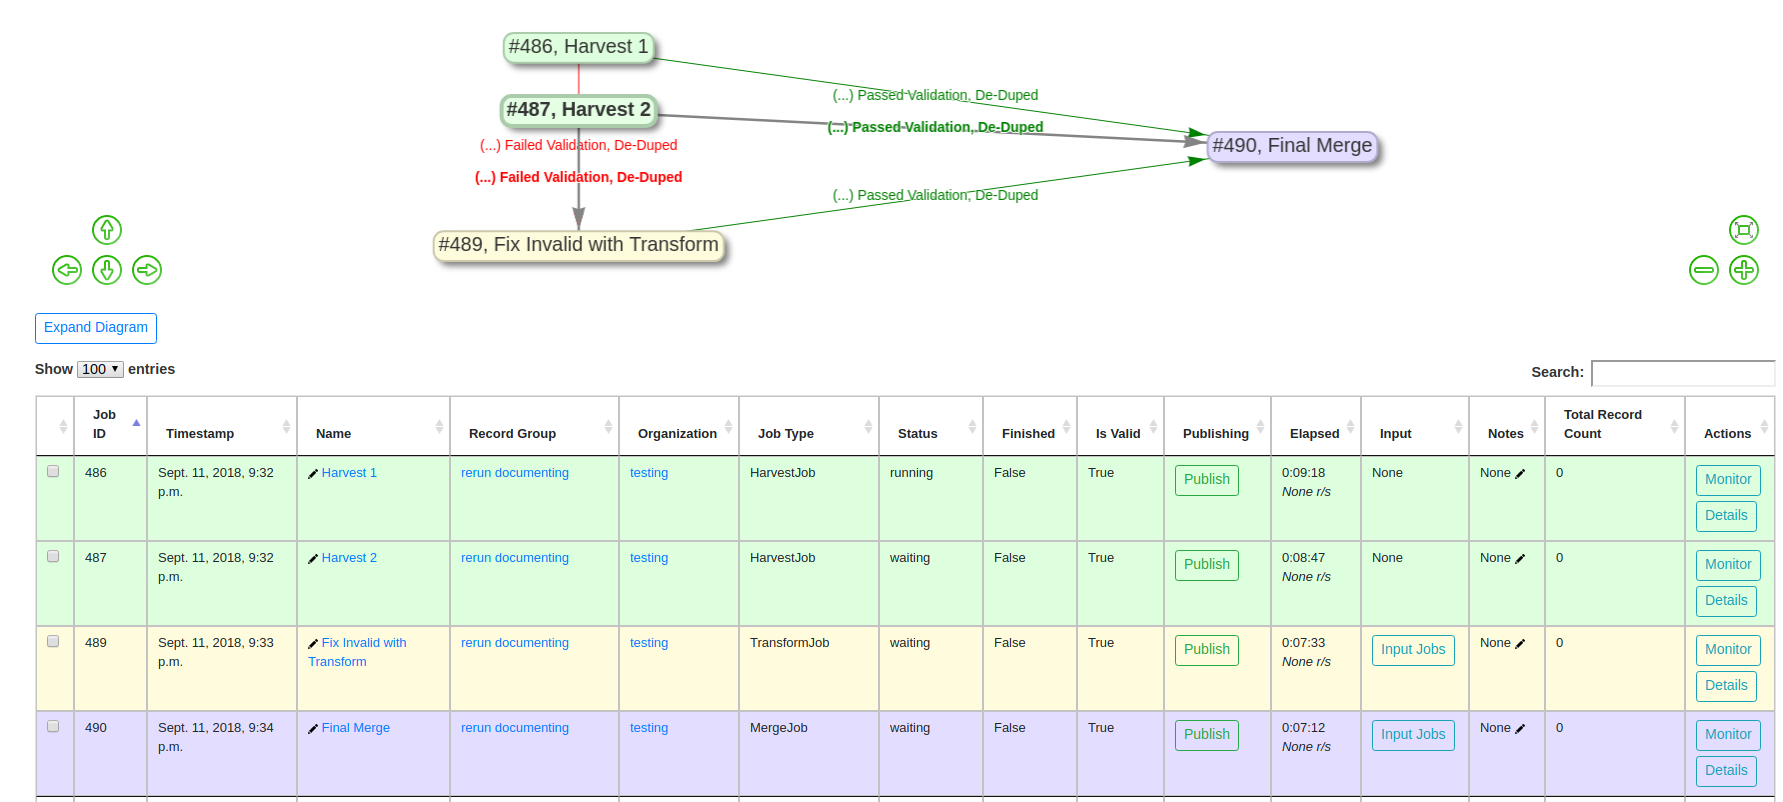 #486, Harvest 1
(...) Passed Validation, De-Duped
#487, Harvest 2
(...) Passed Validation, De-Duped
(...) Failed Validation, De-Duped
#490, Final Merge
(...) Failed Validation, De-Duped
(...) Passed Validation, De-Duped
#489, Fix Invalid with Transform
Expand Diagram
Show 100 entries
Search:
Job ID Timestamp Name Record Group Organization Job Type Status Finished Is Valid Publishing Elapsed Input Notes Total Record Count Actions
486 Sept. 11, 2018, 9:32 Harvest 1 rerun documenting testing HarvestJob running False True Publish 0:09:18 None None 0 Monitor
p.m. None r/s
Details
487 Sept. 11, 2018, 9:32 Harvest 2 rerun documenting testing HarvestJob waiting False True Publish 0:08:47 None None 0 Monitor
p.m. None r/s
Details
489 Sept. 11, 2018, 9:33 Fix Invalid with rerun documenting testing TransformJob waiting False True Publish 0:07:33 Input Jobs None 0 Monitor
p.m. Transform None r/s
Details
490 Sept. 11, 2018, 9:34 Final Merge rerun documenting testing MergeJob waiting False True Publish 0:07:12 Input Jobs None 0 Monitor
p.m. None r/s
Details